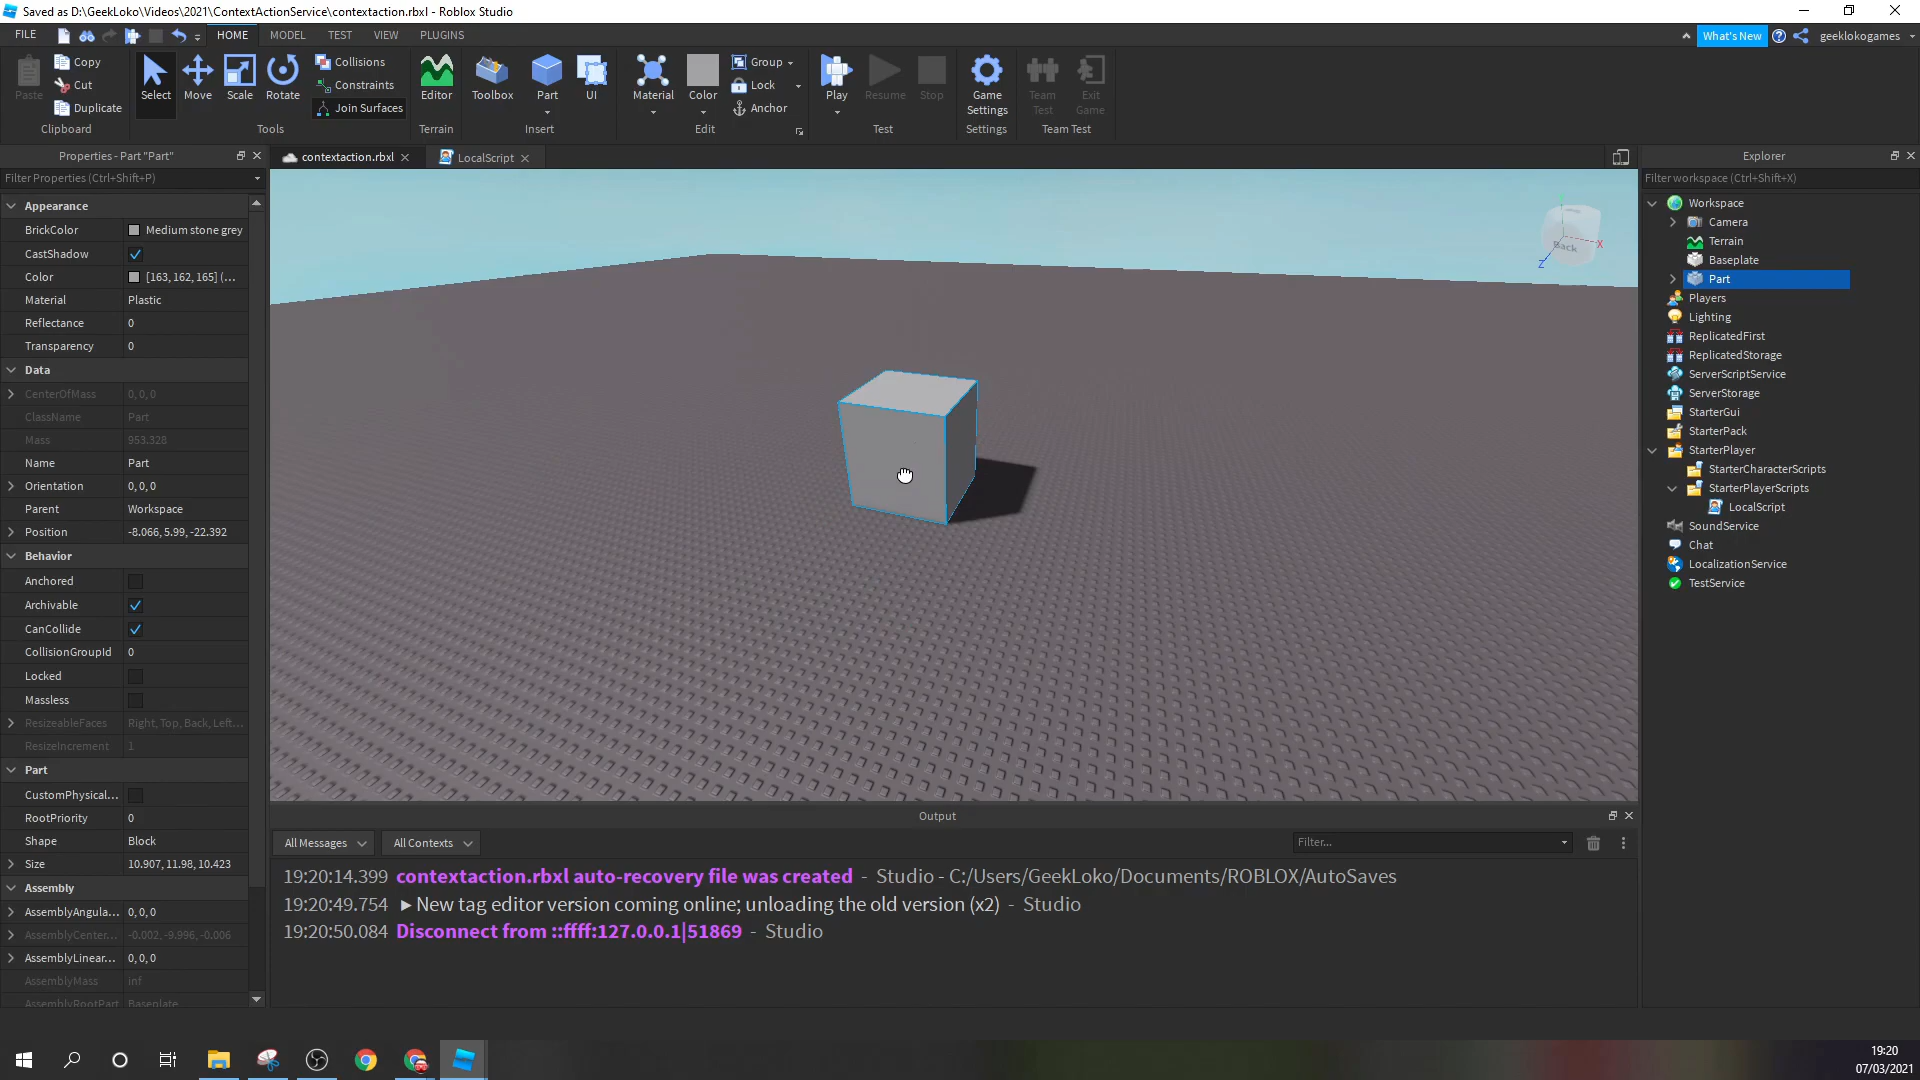 Saved as D:\GeekLoko\Videos\2021\ContextActionService\contextaction.rbxl - Roblox Studio
FILE HOME MODEL TEST VIEW PLUGINS What's New geeklokogames
Paste Copy Cut Duplicate Clipboard
Select Move Scale Rotate Collisions Constraints Join Surfaces Tools
Editor Terrain
Toolbox Part UI Insert
Material Color Group Lock Anchor Edit
Play Resume Stop Test
Game Settings Settings
Team Test Exit Game Team Test
Properties - Part "Part"
Filter Properties (Ctrl+Shift+P)
Appearance
BrickColor Medium stone grey
CastShadow
Color [163, 162, 165] (...
Material Plastic
Reflectance 0
Transparency 0
Data
CenterOfMass 0, 0, 0
ClassName Part
Mass 953.328
Name Part
Orientation 0, 0, 0
Parent Workspace
Position -8.066, 5.99, -22.392
Behavior
Anchored
Archivable
CanCollide
CollisionGroupId 0
Locked
Massless
ResizeableFaces Right, Top, Back, Left...
ResizeIncrement 1
Part
CustomPhysical...
RootPriority 0
Shape Block
Size 10.907, 11.98, 10.423
Assembly
AssemblyAngula... 0, 0, 0
AssemblyCenter... -0.002, -9.996, -0.006
AssemblyLinear... 0, 0, 0
AssemblyMass inf
AssemblyRootPart Baseplate
contextaction.rbxl LocalScript
Back X Z
Output
All Messages All Contexts Filter...
19:20:14.399 contextaction.rbxl auto-recovery file was created - Studio - C:/Users/GeekLoko/Documents/ROBLOX/AutoSaves
19:20:49.754 ►New tag editor version coming online; unloading the old version (x2) - Studio
19:20:50.084 Disconnect from ::ffff:127.0.0.1|51869 - Studio
Explorer
Filter workspace (Ctrl+Shift+X)
Workspace
Camera
Terrain
Baseplate
Part
Players
Lighting
ReplicatedFirst
ReplicatedStorage
ServerScriptService
ServerStorage
StarterGui
StarterPack
StarterPlayer
StarterCharacterScripts
StarterPlayerScripts
LocalScript
SoundService
Chat
LocalizationService
TestService
19:20
07/03/2021